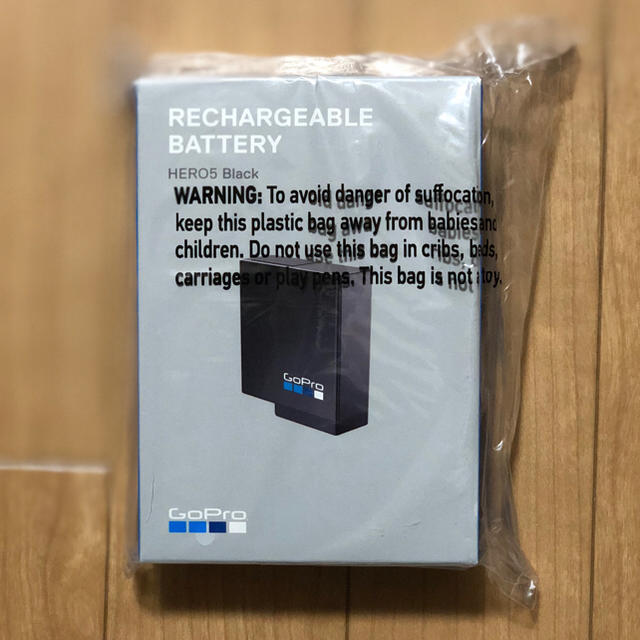 RECHARGEABLE
BATTERY
HERO5 Black
WARNING: To avoid danger of suffocaton,
keep this plastic bag away from babies and
children. Do not use this bag in cribs, beds,
carriages or play pens. This bag is not a toy.
GoPro
GoPro